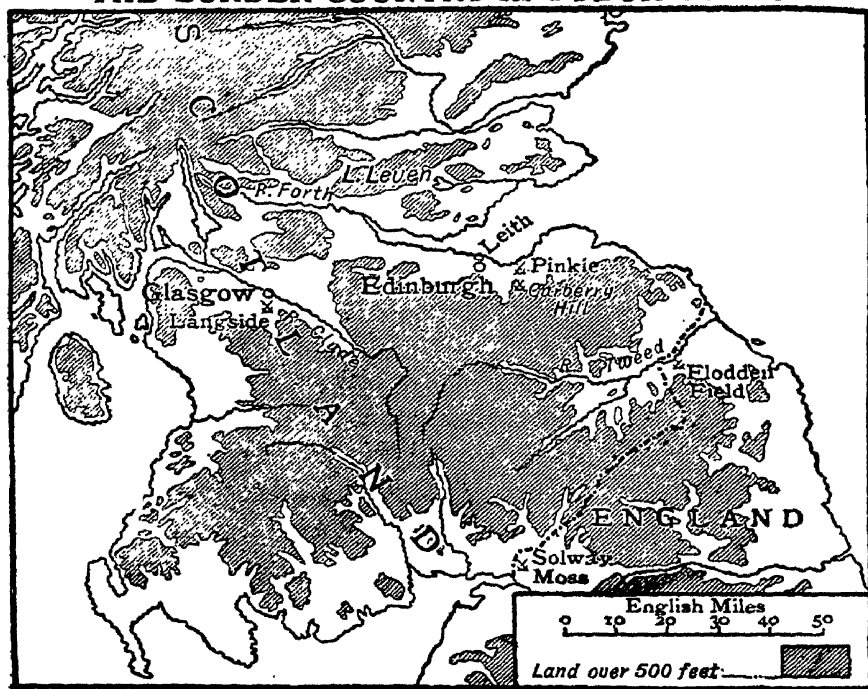 SCOTLAND
L. Leven
R. Forth
Leith
Edinburgh
Pinkie
Carberry
Hill
Glasgow
Langside
R. Clyde
Tweed
Flodden
Field
ENGLAND
Solway
Moss
English Miles
0 10 20 30 40 50
Land over 500 feet